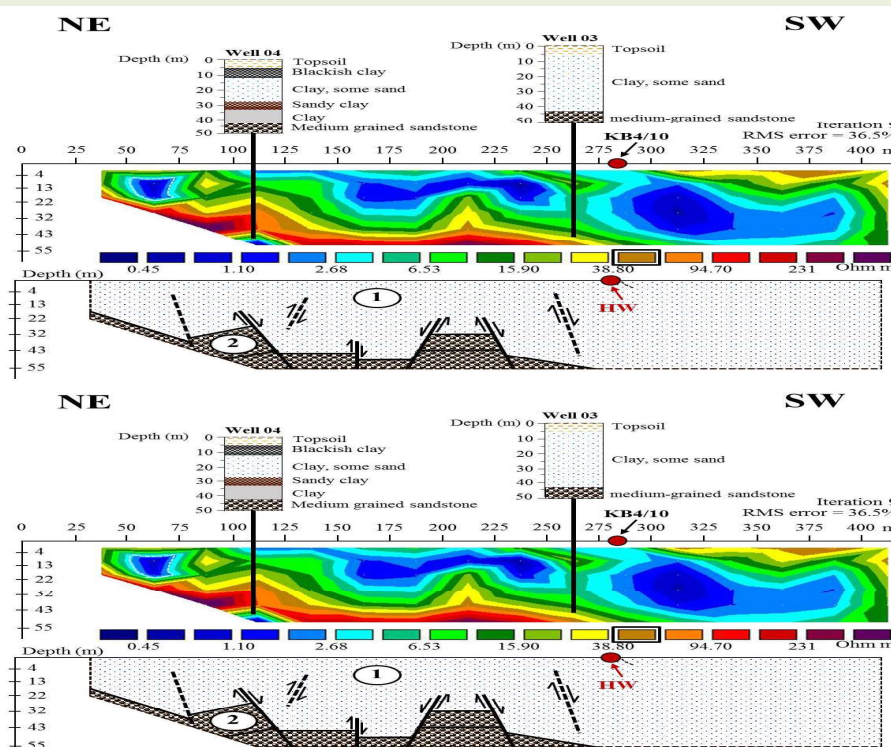 NE SW
Well 04 Well 03
Depth (m) 0 Topsoil
10 Blackish clay
20 Clay, some sand
30 Sandy clay
40 Clay
50 Medium grained sandstone
Depth (m) 0 Topsoil
10
20
30 Clay, some sand
40
50 medium-grained sandstone
KB4/10
Iteration
RMS error = 36.5%
0 25 50 75 100 125 150 175 200 225 250 275 300 325 350 375 400 m
4
13
22
32
43
55
0.45 1.10 2.68 6.53 15.90 38.80 94.70 231 Ohm m
Depth (m)
4
13
22
32
43
55
1
2
HW
NE SW
Well 04 Well 03
Depth (m) 0 Topsoil
10 Blackish clay
20 Clay, some sand
30 Sandy clay
40 Clay
50 Medium grained sandstone
Depth (m) 0 Topsoil
10
20
30 Clay, some sand
40
50 medium-grained sandstone
KB4/10
Iteration
RMS error = 36.5%
0 25 50 75 100 125 150 175 200 225 250 275 300 325 350 375 400 m
4
13
22
32
43
55
0.45 1.10 2.68 6.53 15.90 38.80 94.70 231 Ohm m
Depth (m)
4
13
22
32
43
55
1
2
HW